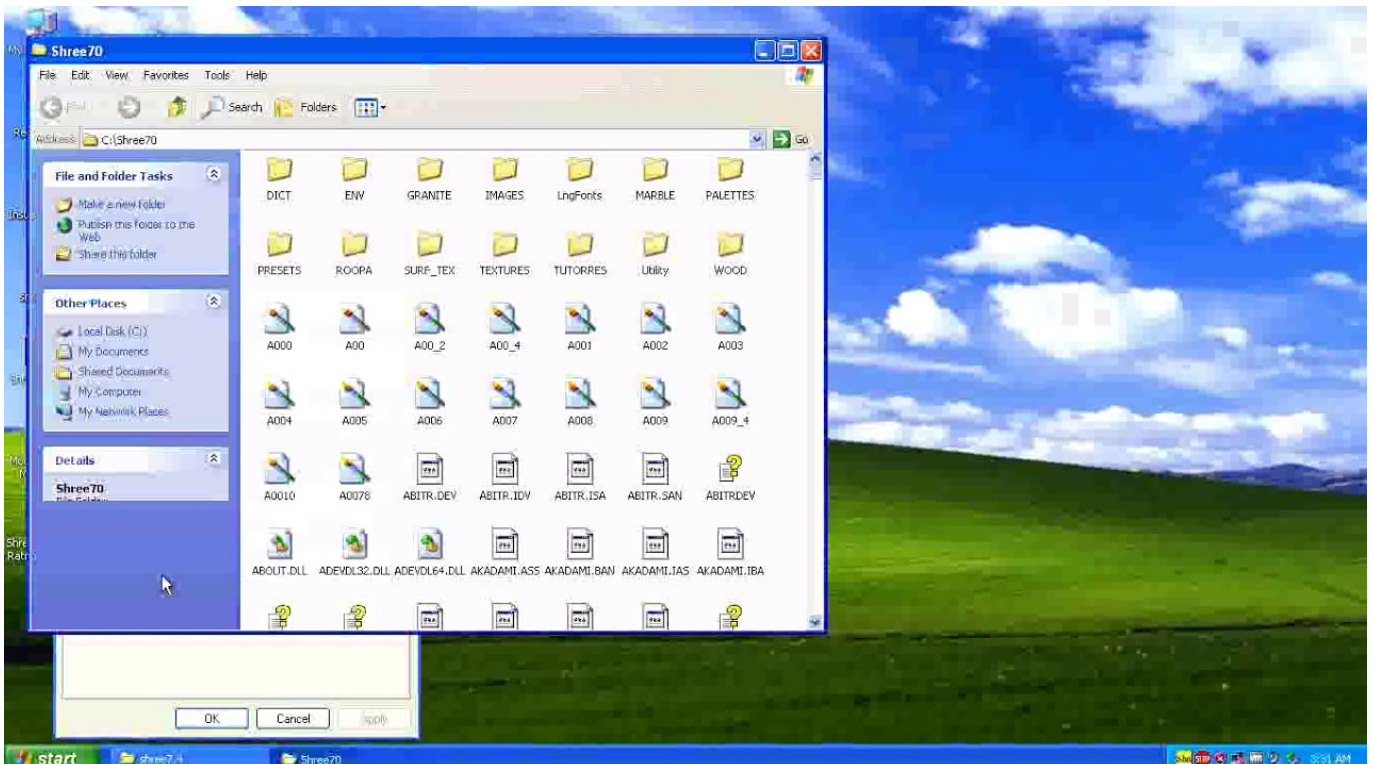 Shree70
File Edit View Favorites Tools Help
Search Folders
Address C:\Shree70 Go
File and Folder Tasks
Make a new folder
Publish this folder to the
Web
Share this folder
Other Places
Local Disk (C:)
My Documents
Shared Documents
My Computer
My Network Places
Details
Shree70
File Folder
DICT ENV GRANITE IMAGES LngFonts MARBLE PALETTES
PRESETS ROOPA SURF_TEX TEXTURES TUTORRES Utility WOOD
A000 A00 A00_2 A00_4 A001 A002 A003
A004 A005 A006 A007 A008 A009 A009_4
A0010 A0078 ABITR.DEV ABITR.IDV ABITR.ISA ABITR.SAN ABITRDEV
ABOUT.DLL ADEVDL32.DLL ADEVDL64.DLL AKADAMI.ASS AKADAMI.BAN AKADAMI.IAS AKADAMI.IBA
OK Cancel Apply
start shree7.4 Shree70 8:31 AM